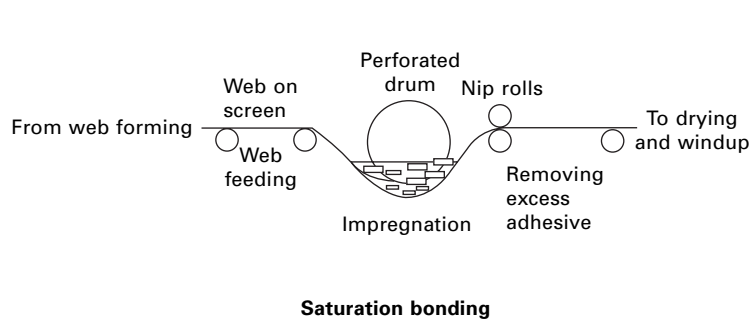 Perforated
drum
Web on
screen
Nip rolls
From web forming
To drying
and windup
Web
feeding
Removing
excess
adhesive
Impregnation
Saturation bonding